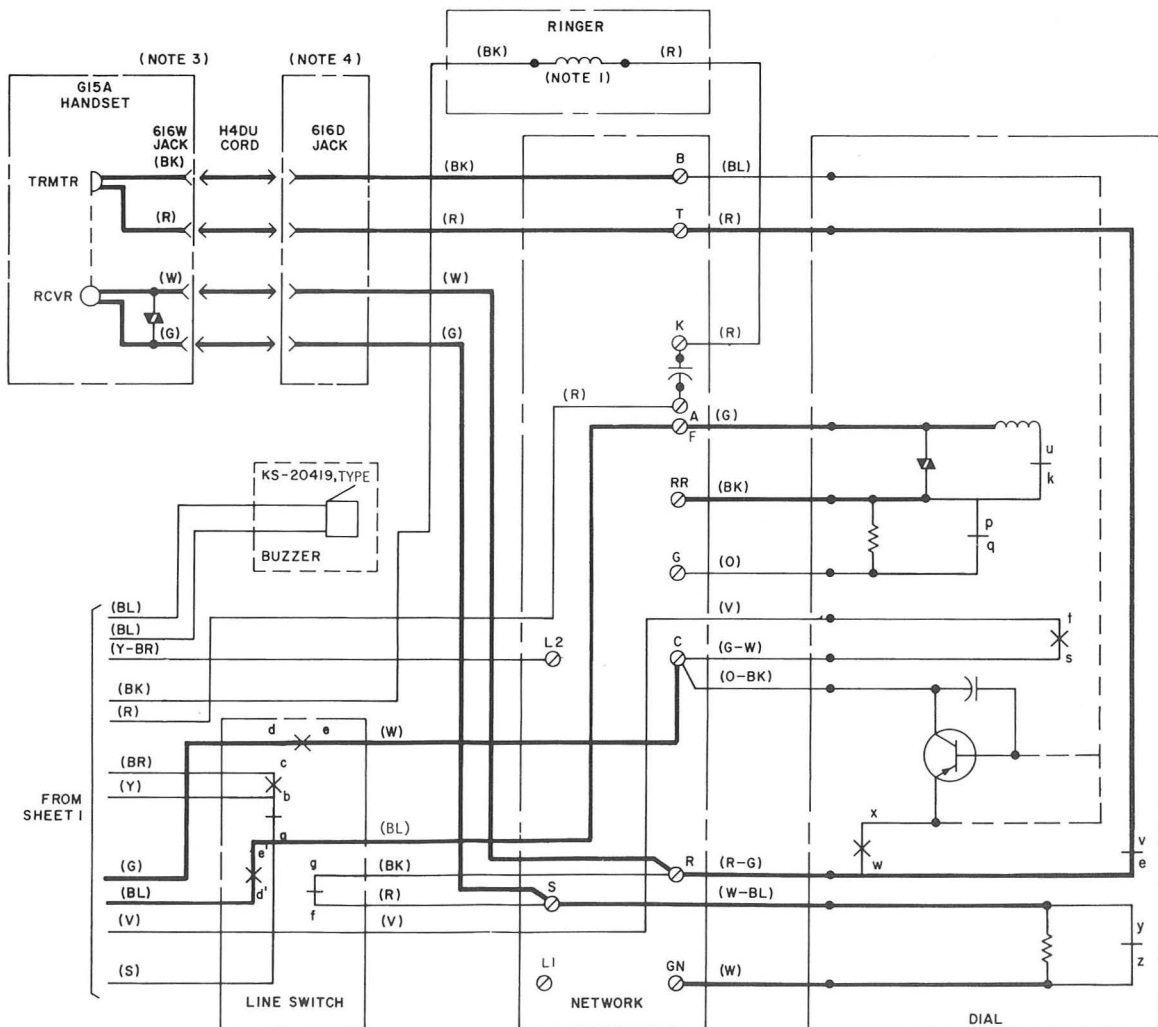 RINGER
(BK)
(R)
(NOTE 1)
(NOTE 3)
(NOTE 4)
G15A
HANDSET
616W
JACK
H4DU
CORD
616D
JACK
(BK)
TRMTR
(R)
RCVR
(W)
(G)
(BK)
(R)
(W)
(G)
B
(BL)
T
(R)
K
(R)
(R)
A
F
(G)
u
k
RR
(BK)
p
q
G
(O)
KS-20419, TYPE
BUZZER
(BL)
(BL)
(Y-BR)
L2
(BK)
(R)
(V)
t
s
C
(G-W)
(O-BK)
d
e
(W)
(BR)
c
(Y)
b
FROM
SHEET 1
a
(BL)
e'
(G)
d'
(BL)
g
(BK)
f
(R)
(V)
(V)
(S)
x
w
v
e
R
(R-G)
S
(W-BL)
y
z
L1
GN
(W)
LINE SWITCH
NETWORK
DIAL